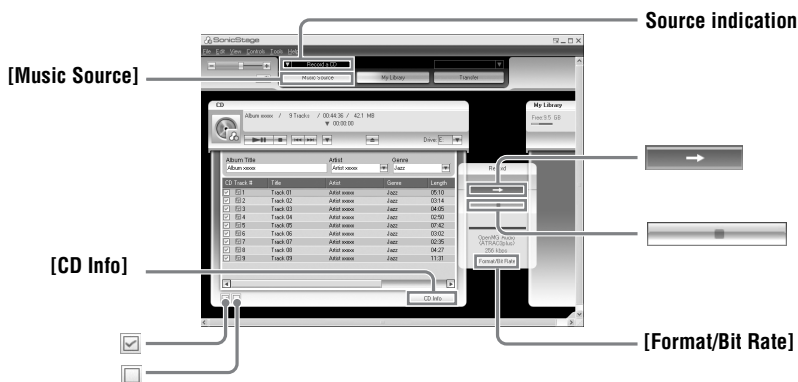 Source indication
SonicStage
File Edit View Controls Tools Help
Record a CD
[Music Source]
Music Source My Library Transfer
CD
My Library
Album xxxxx / 9 Tracks / 00:44:36 / 42.1 MB
Free:9.5 GB
00:00:00
Drive: E
Album Title Artist Genre
Album xxxxx Artist xxxxx Jazz
Record
CD Track # Title Artist Genre Length
1 Track 01 Artist xxxxx Jazz 05:10
2 Track 02 Artist xxxxx Jazz 03:14
3 Track 03 Artist xxxxx Jazz 04:05
4 Track 04 Artist xxxxx Jazz 02:50
5 Track 05 Artist xxxxx Jazz 07:42
6 Track 06 Artist xxxxx Jazz 03:02
7 Track 07 Artist xxxxx Jazz 02:35
8 Track 08 Artist xxxxx Jazz 04:27
9 Track 09 Artist xxxxx Jazz 11:31
OpenMG Audio
(ATRAC3plus)
256 kbps
Format/Bit Rate
[CD Info]
CD Info
[Format/Bit Rate]